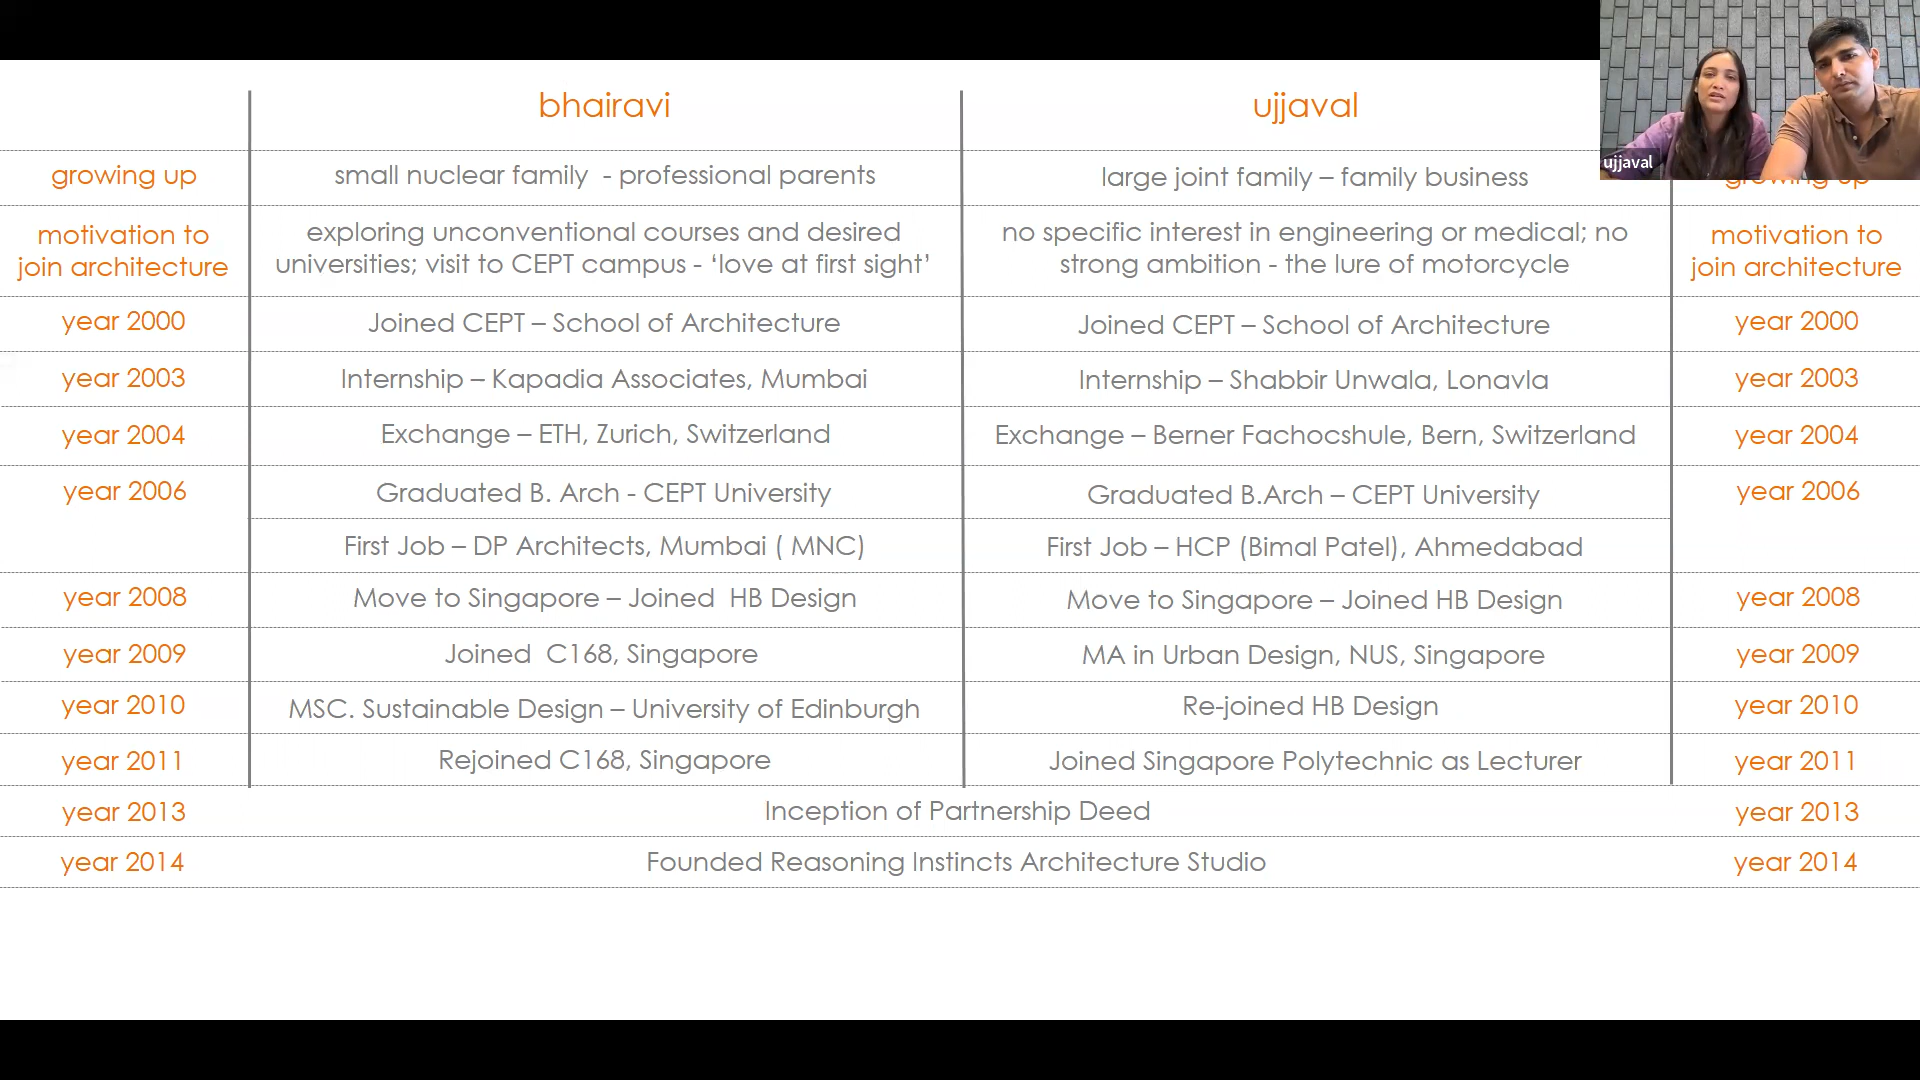 bhairavi
ujjaval
ujjaval
growing up
small nuclear family - professional parents
large joint family – family business
growing up
motivation to
join architecture
exploring unconventional courses and desired
universities; visit to CEPT campus - ‘love at first sight’
no specific interest in engineering or medical; no
strong ambition - the lure of motorcycle
motivation to
join architecture
year 2000
Joined CEPT – School of Architecture
Joined CEPT – School of Architecture
year 2000
year 2003
Internship – Kapadia Associates, Mumbai
Internship – Shabbir Unwala, Lonavla
year 2003
year 2004
Exchange – ETH, Zurich, Switzerland
Exchange – Berner Fachocshule, Bern, Switzerland
year 2004
year 2006
Graduated B. Arch - CEPT University
Graduated B.Arch – CEPT University
year 2006
First Job – DP Architects, Mumbai ( MNC)
First Job – HCP (Bimal Patel), Ahmedabad
year 2008
Move to Singapore – Joined HB Design
Move to Singapore – Joined HB Design
year 2008
year 2009
Joined C168, Singapore
MA in Urban Design, NUS, Singapore
year 2009
year 2010
MSC. Sustainable Design – University of Edinburgh
Re-joined HB Design
year 2010
year 2011
Rejoined C168, Singapore
Joined Singapore Polytechnic as Lecturer
year 2011
year 2013
Inception of Partnership Deed
year 2013
year 2014
Founded Reasoning Instincts Architecture Studio
year 2014